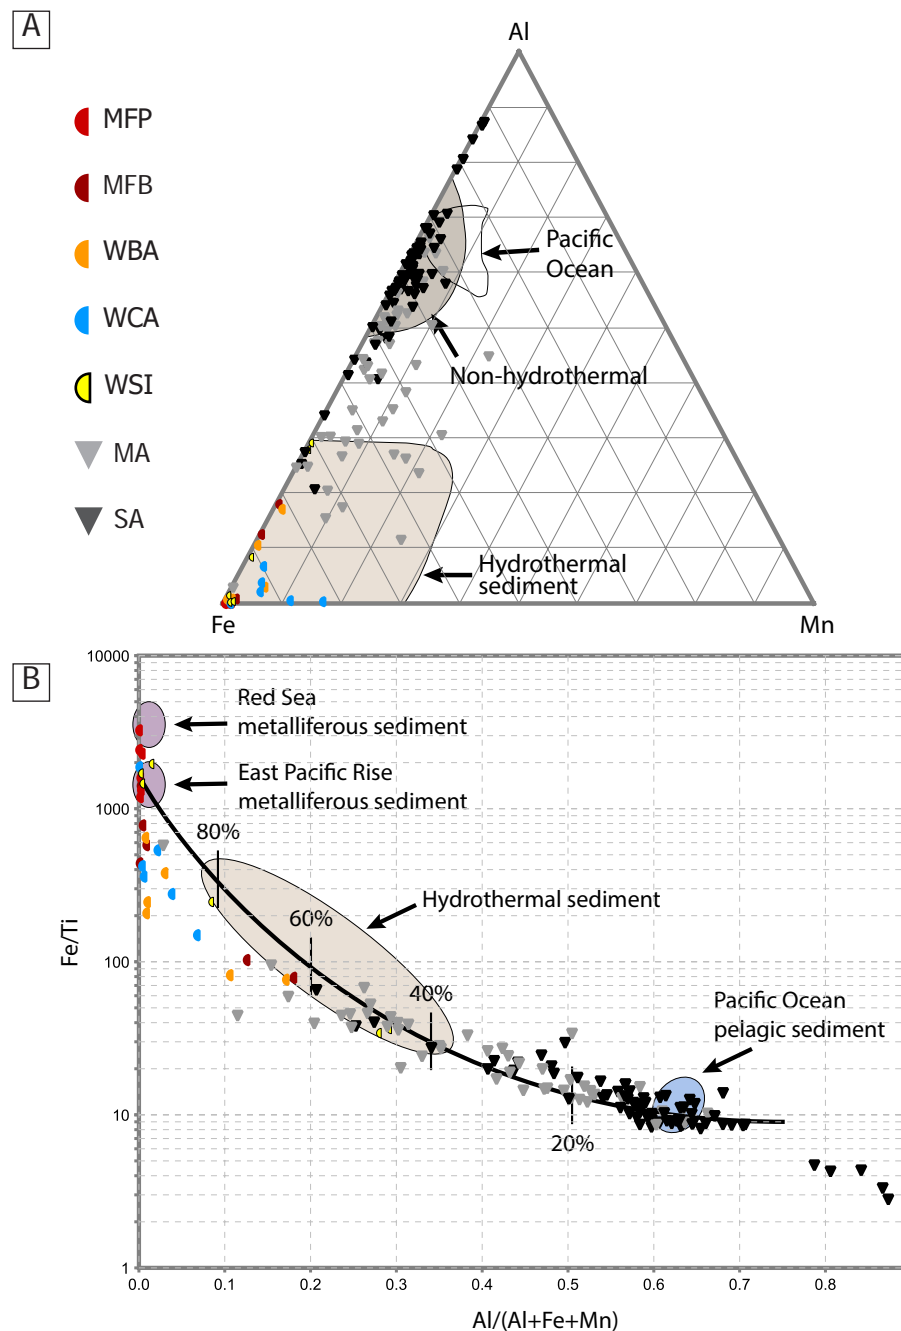 A
Al
MFP
MFB
WBA
WCA
WSI
MA
SA
Pacific
Ocean
Non-hydrothermal
Hydrothermal
sediment
Fe
Mn
B
10000
1000
100
10
1
Fe/Ti
Red Sea
metalliferous sediment
East Pacific Rise
metalliferous sediment
80%
Hydrothermal sediment
60%
40%
Pacific Ocean
pelagic sediment
20%
0.0 0.1 0.2 0.3 0.4 0.5 0.6 0.7 0.8
Al/(Al+Fe+Mn)